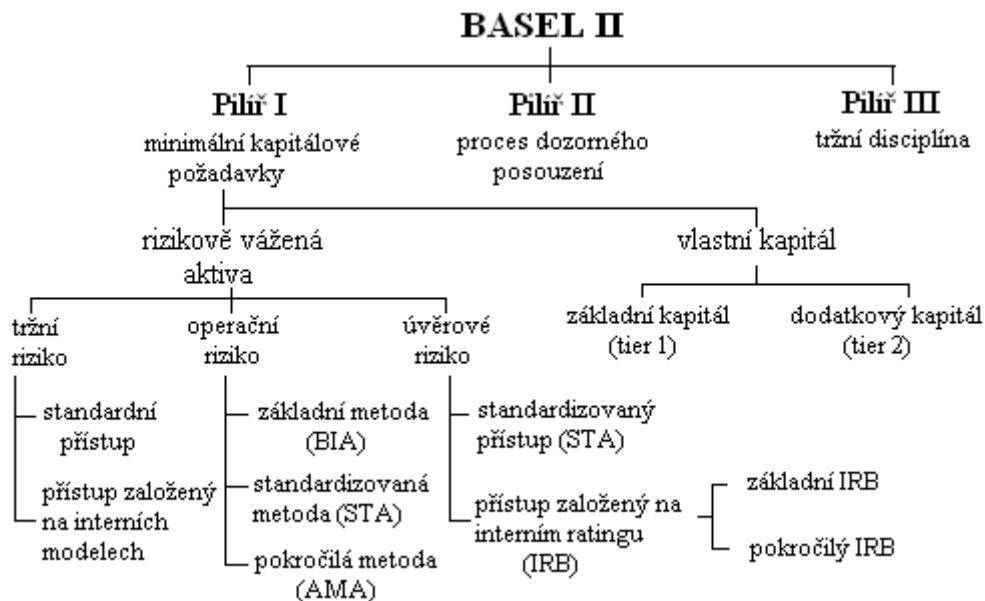 BASEL II
Pilíř I
minimální kapitálové
požadavky
Pilíř II
proces dozorného
posouzení
Pilíř III
tržní disciplína
rizikově vážená
aktiva
vlastní kapitál
tržní
riziko
operační
riziko
úvěrové
riziko
základní kapitál
(tier 1)
dodatkový kapitál
(tier 2)
standardní
přístup
přístup založený
na interních
modelech
základní metoda
(BIA)
standardizovaná
metoda (STA)
pokročilá metoda
(AMA)
standardizovaný
přístup (STA)
přístup založený na
interním ratingu
(IRB)
základní IRB
pokročilý IRB